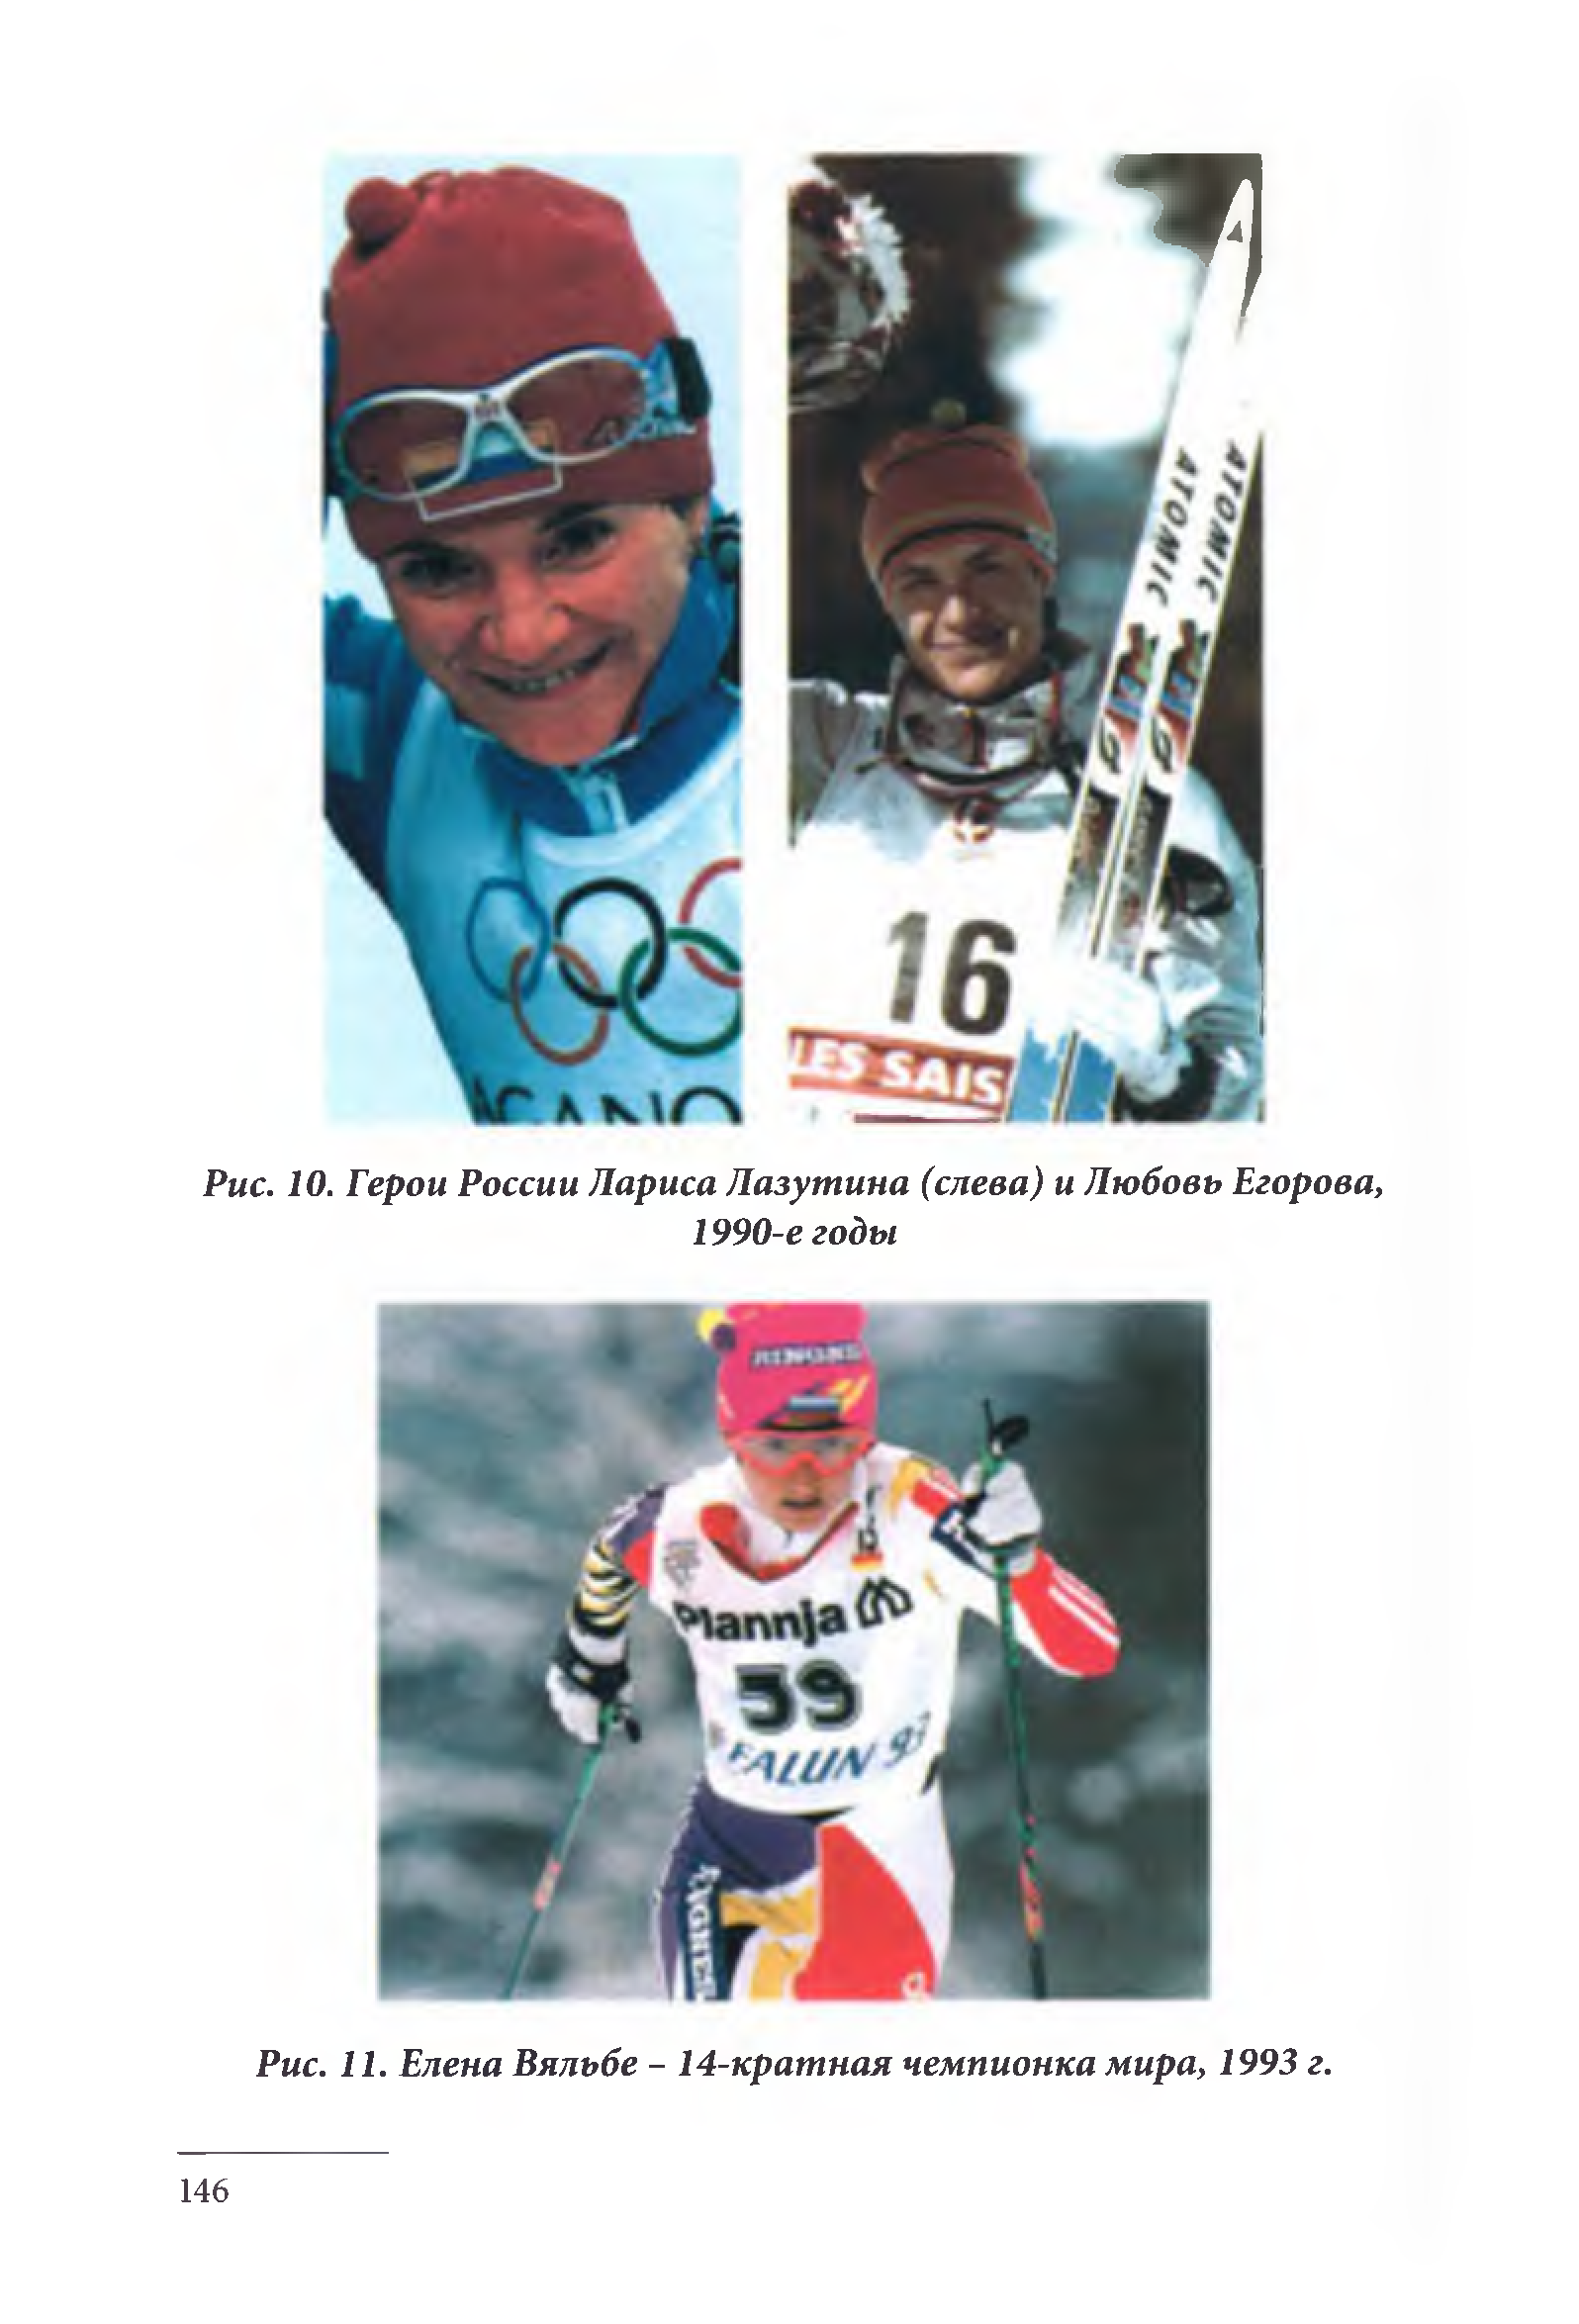 ATOMIC
ATOMIC
16
LES SAIS
Рис. 10. Герои России Лариса Лазутина (слева) и Любовь Егорова,
1990-е годы
Plannja
39
FALUN 93
Рис. 11. Елена Вяльбе – 14-кратная чемпионка мира, 1993 г.
146